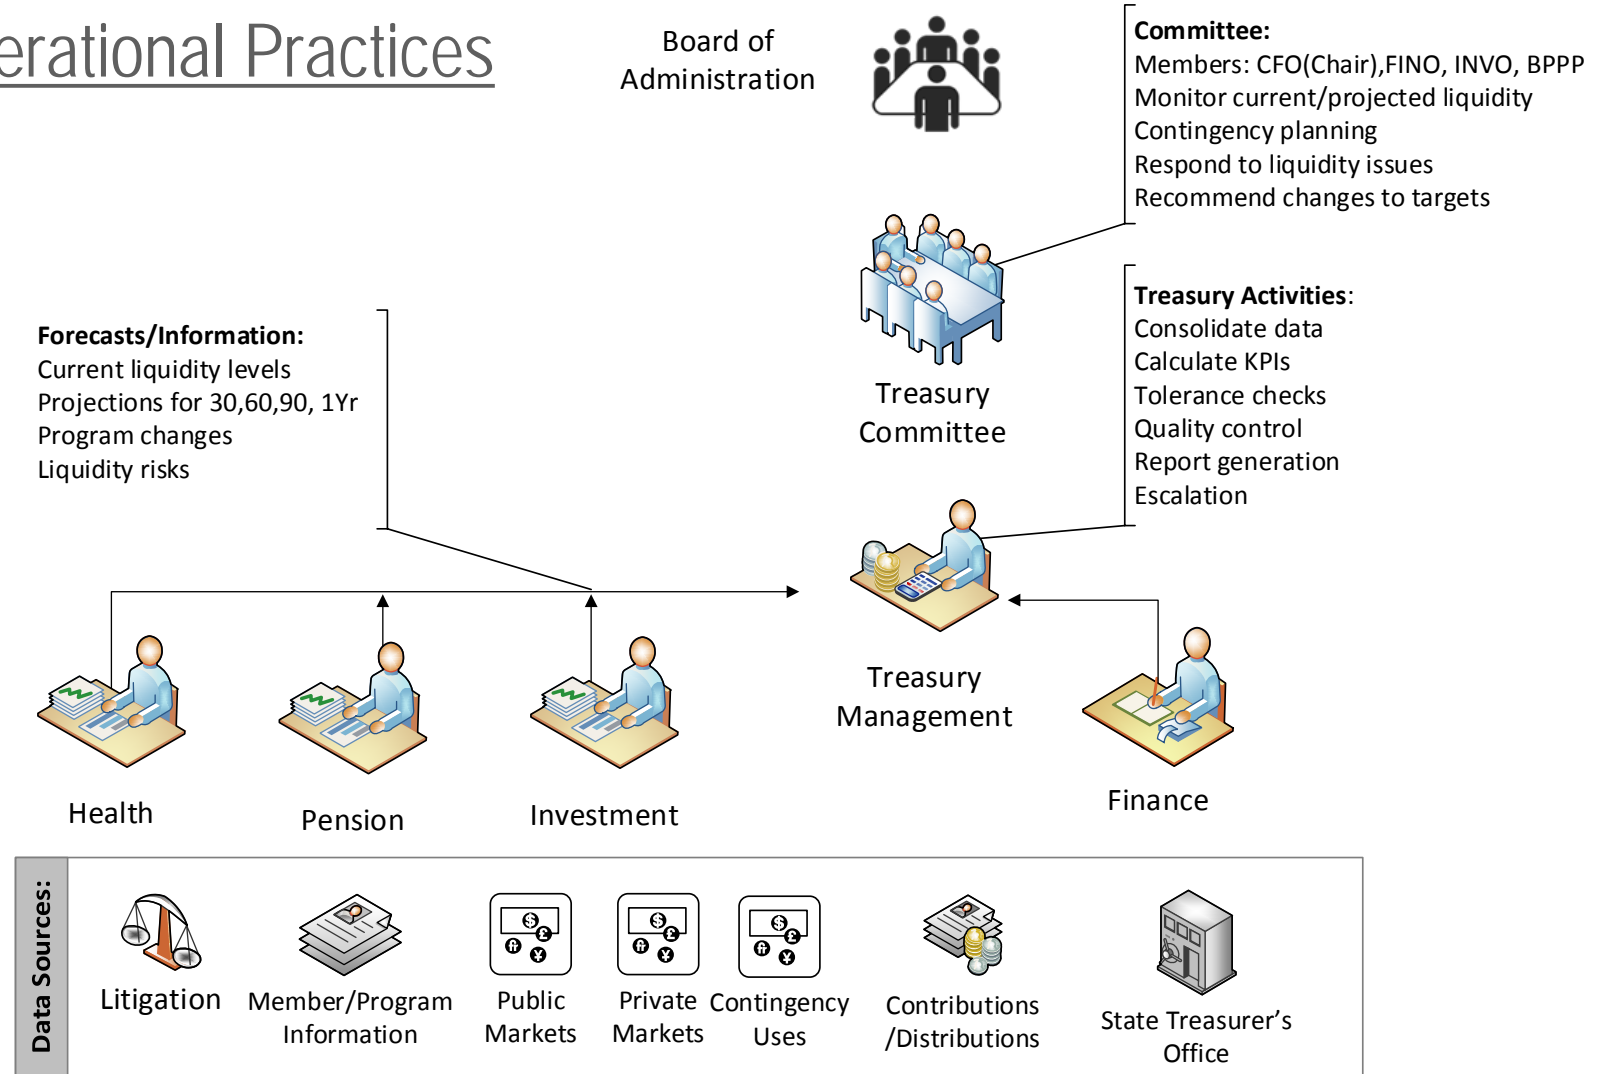 erational Practices
Board of
Administration
Committee:
Members: CFO(Chair),FINO, INVO, BPPP
Monitor current/projected liquidity
Contingency planning
Respond to liquidity issues
Recommend changes to targets
Treasury
Committee
Treasury Activities:
Consolidate data
Calculate KPIs
Tolerance checks
Quality control
Report generation
Escalation
Forecasts/Information:
Current liquidity levels
Projections for 30,60,90, 1Yr
Program changes
Liquidity risks
Treasury
Management
Health
Pension
Investment
Finance
Data Sources:
Litigation
Member/Program
Information
Public
Markets
Private
Markets
Contingency
Uses
Contributions
/Distributions
State Treasurer’s
Office